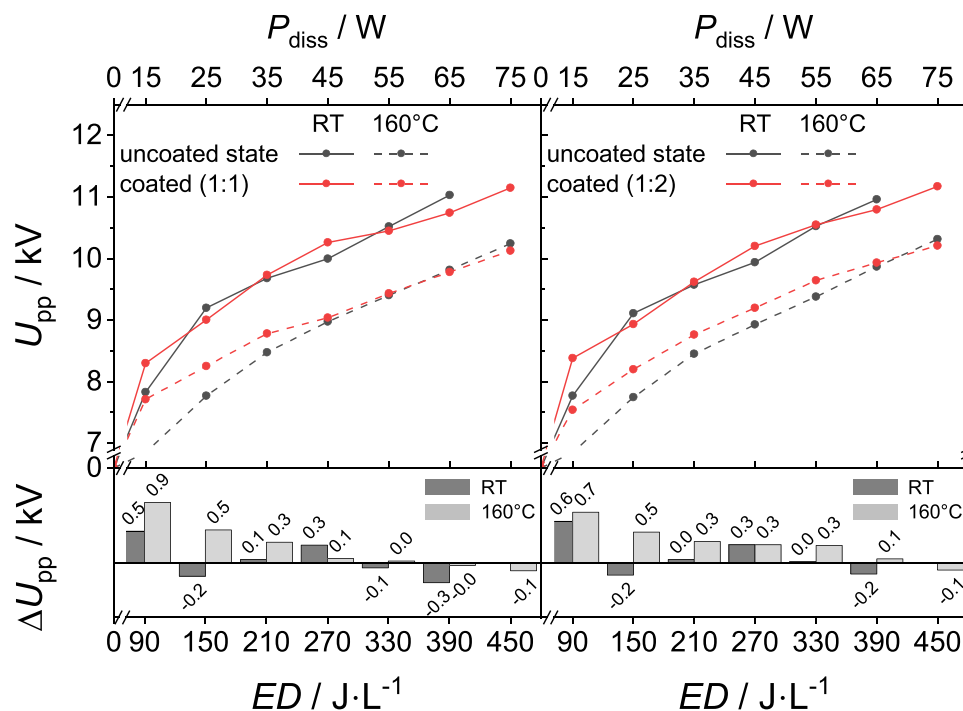 P_diss / W P_diss / W
0 15 25 35 45 55 65 75 0 15 25 35 45 55 65 75
12
11
10
9
8
7
0
U_pp / kV
RT 160°C
uncoated state
coated (1:1)
RT 160°C
uncoated state
coated (1:2)
ΔU_pp / kV
RT
160°C
0.5 0.9 -0.2 0.5 0.1 0.3 0.3 0.1 -0.1 0.0 -0.3 -0.0 -0.1
RT
160°C
0.6 0.7 -0.2 0.5 0.0 0.3 0.3 0.3 0.0 0.3 -0.2 0.1 -0.1
0 90 150 210 270 330 390 450 90 150 210 270 330 390 450
ED / J·L⁻¹ ED / J·L⁻¹